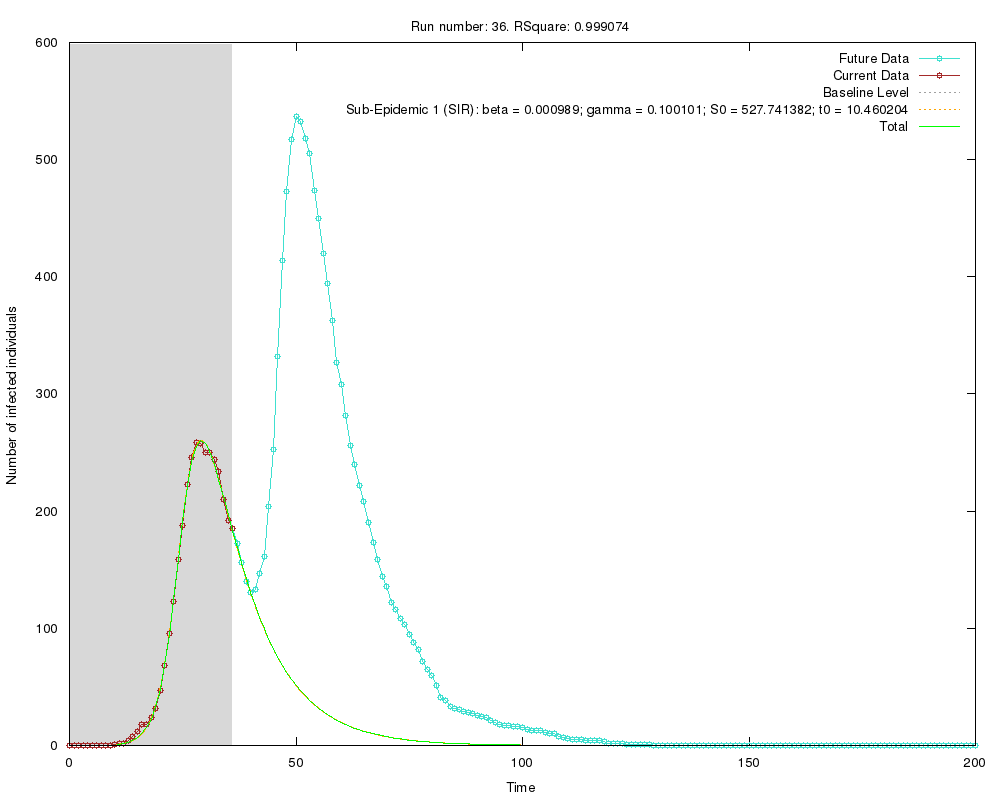 Run number: 36. RSquare: 0.999074
600
500
400
300
200
100
0
0
50
100
150
200
Number of infected individuals
Time
Future Data
Current Data
Baseline Level
Sub-Epidemic 1 (SIR): beta = 0.000989; gamma = 0.100101; S0 = 527.741382; t0 = 10.460204
Total